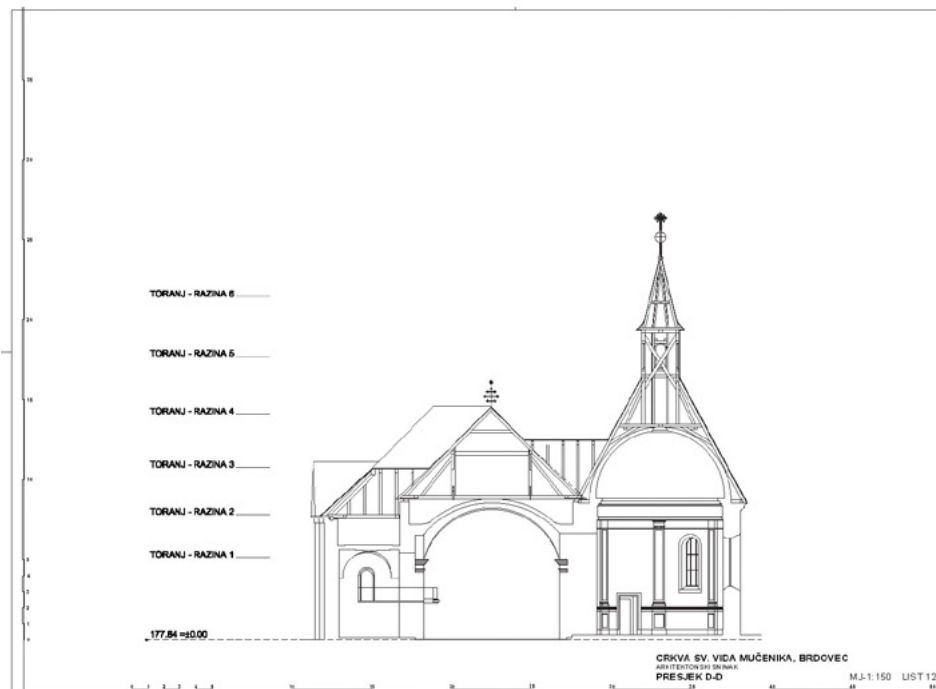 TORANJ - RAZINA 6
TORANJ - RAZINA 5
TORANJ - RAZINA 4
TORANJ - RAZINA 3
TORANJ - RAZINA 2
TORANJ - RAZINA 1
177.84 =±0.00
CRKVA SV. VIDA MUČENIKA, BRDOVEC
ARHITEKTONSKI SNIMAK
PRESJEK D-D
MJ-1:150 LIST 12